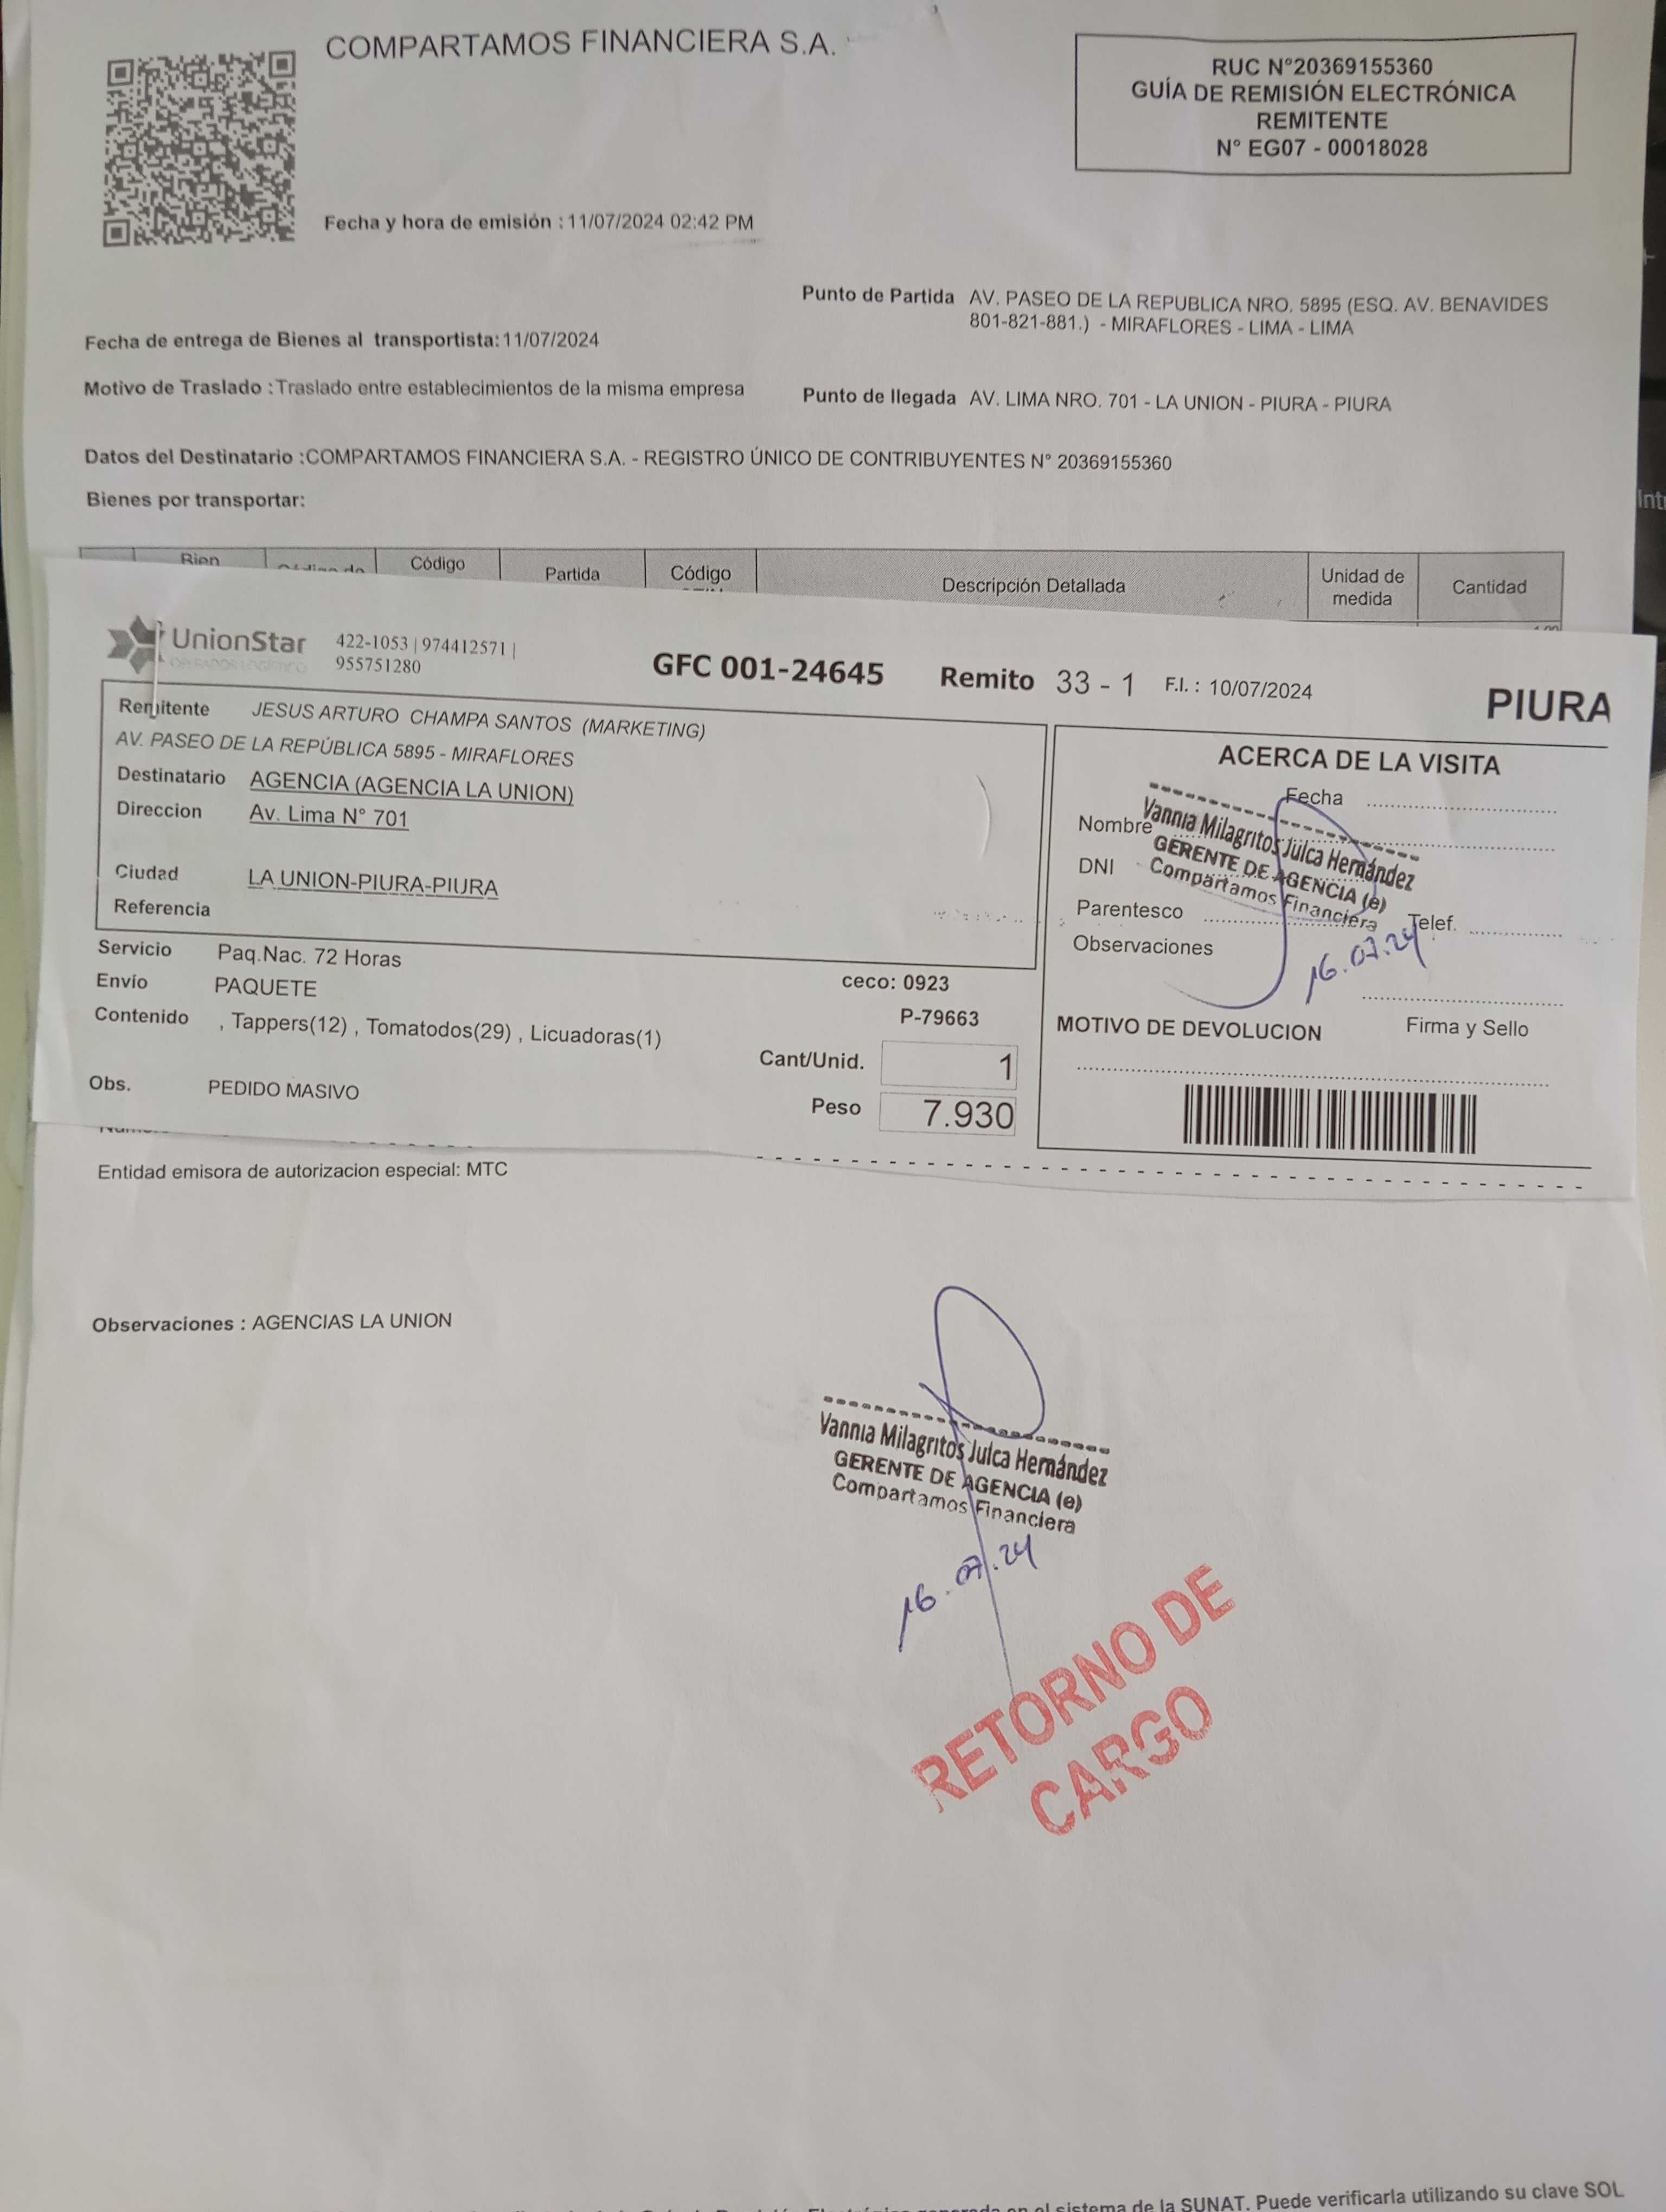 COMPARTAMOS FINANCIERA S.A.
RUC N°20369155360
GUÍA DE REMISIÓN ELECTRÓNICA
REMITENTE
N° EG07 - 00018028
Fecha y hora de emisión : 11/07/2024 02:42 PM
Punto de Partida AV. PASEO DE LA REPUBLICA NRO. 5895 (ESQ. AV. BENAVIDES
801-821-881.) - MIRAFLORES - LIMA - LIMA
Fecha de entrega de Bienes al transportista: 11/07/2024
Motivo de Traslado : Traslado entre establecimientos de la misma empresa
Punto de llegada AV. LIMA NRO. 701 - LA UNION - PIURA - PIURA
Datos del Destinatario :COMPARTAMOS FINANCIERA S.A. - REGISTRO ÚNICO DE CONTRIBUYENTES N° 20369155360
Bienes por transportar:
Bien Código Partida Código Descripción Detallada Unidad de medida Cantidad
UnionStar
422-1053 | 974412571 |
955751280
GFC 001-24645 Remito 33 - 1 F.I. : 10/07/2024
PIURA
Remitente JESUS ARTURO CHAMPA SANTOS (MARKETING)
AV. PASEO DE LA REPÚBLICA 5895 - MIRAFLORES
Destinatario AGENCIA (AGENCIA LA UNION)
Direccion Av. Lima N° 701
Ciudad LA UNION-PIURA-PIURA
Referencia
Servicio Paq.Nac. 72 Horas
Envío PAQUETE
Contenido , Tappers(12) , Tomatodos(29) , Licuadoras(1)
Obs. PEDIDO MASIVO
ceco: 0923
P-79663
Cant/Unid. 1
Peso 7.930
ACERCA DE LA VISITA
Fecha
Nombre
DNI
Parentesco
Telef.
Observaciones
Vannia Milagritos Julca Hernández
GERENTE DE AGENCIA (e)
Compartamos Financiera
16.07.24
MOTIVO DE DEVOLUCION
Firma y Sello
Entidad emisora de autorizacion especial: MTC
Observaciones : AGENCIAS LA UNION
Vannia Milagritos Julca Hernández
GERENTE DE AGENCIA (e)
Compartamos Financiera
16.07.24
RETORNO DE
CARGO
en el sistema de la SUNAT. Puede verificarla utilizando su clave SOL